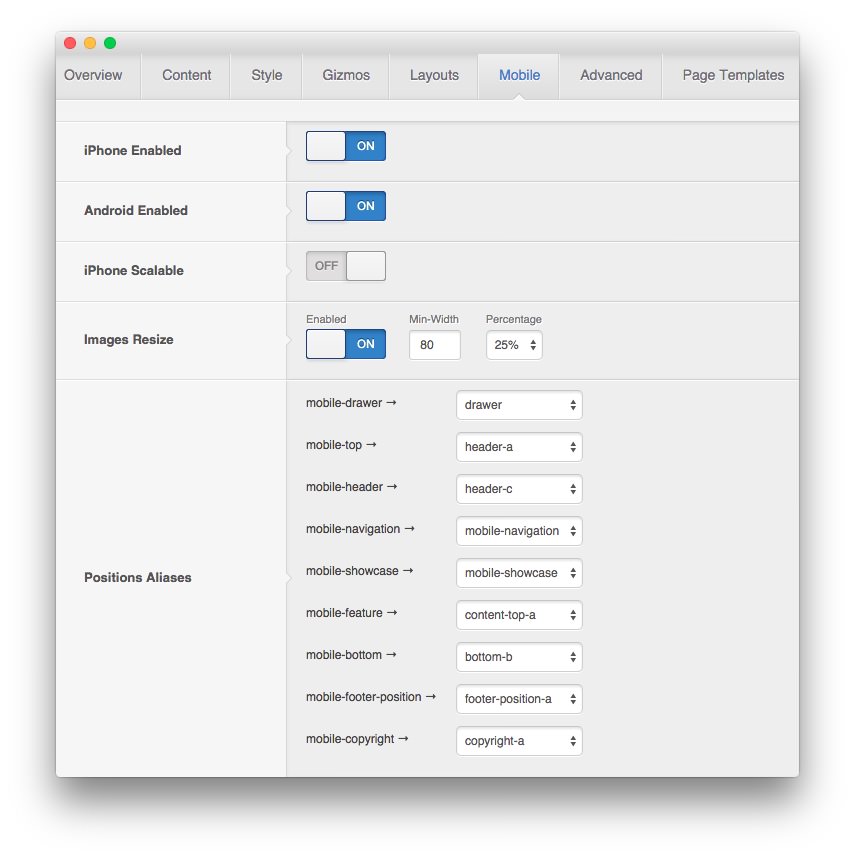 Overview Content Style Gizmos Layouts Mobile Advanced Page Templates
iPhone Enabled ON
Android Enabled ON
iPhone Scalable OFF
Enabled Min-Width Percentage
Images Resize ON 80 25%
mobile-drawer → drawer
mobile-top → header-a
mobile-header → header-c
mobile-navigation → mobile-navigation
mobile-showcase → mobile-showcase
Positions Aliases
mobile-feature → content-top-a
mobile-bottom → bottom-b
mobile-footer-position → footer-position-a
mobile-copyright → copyright-a